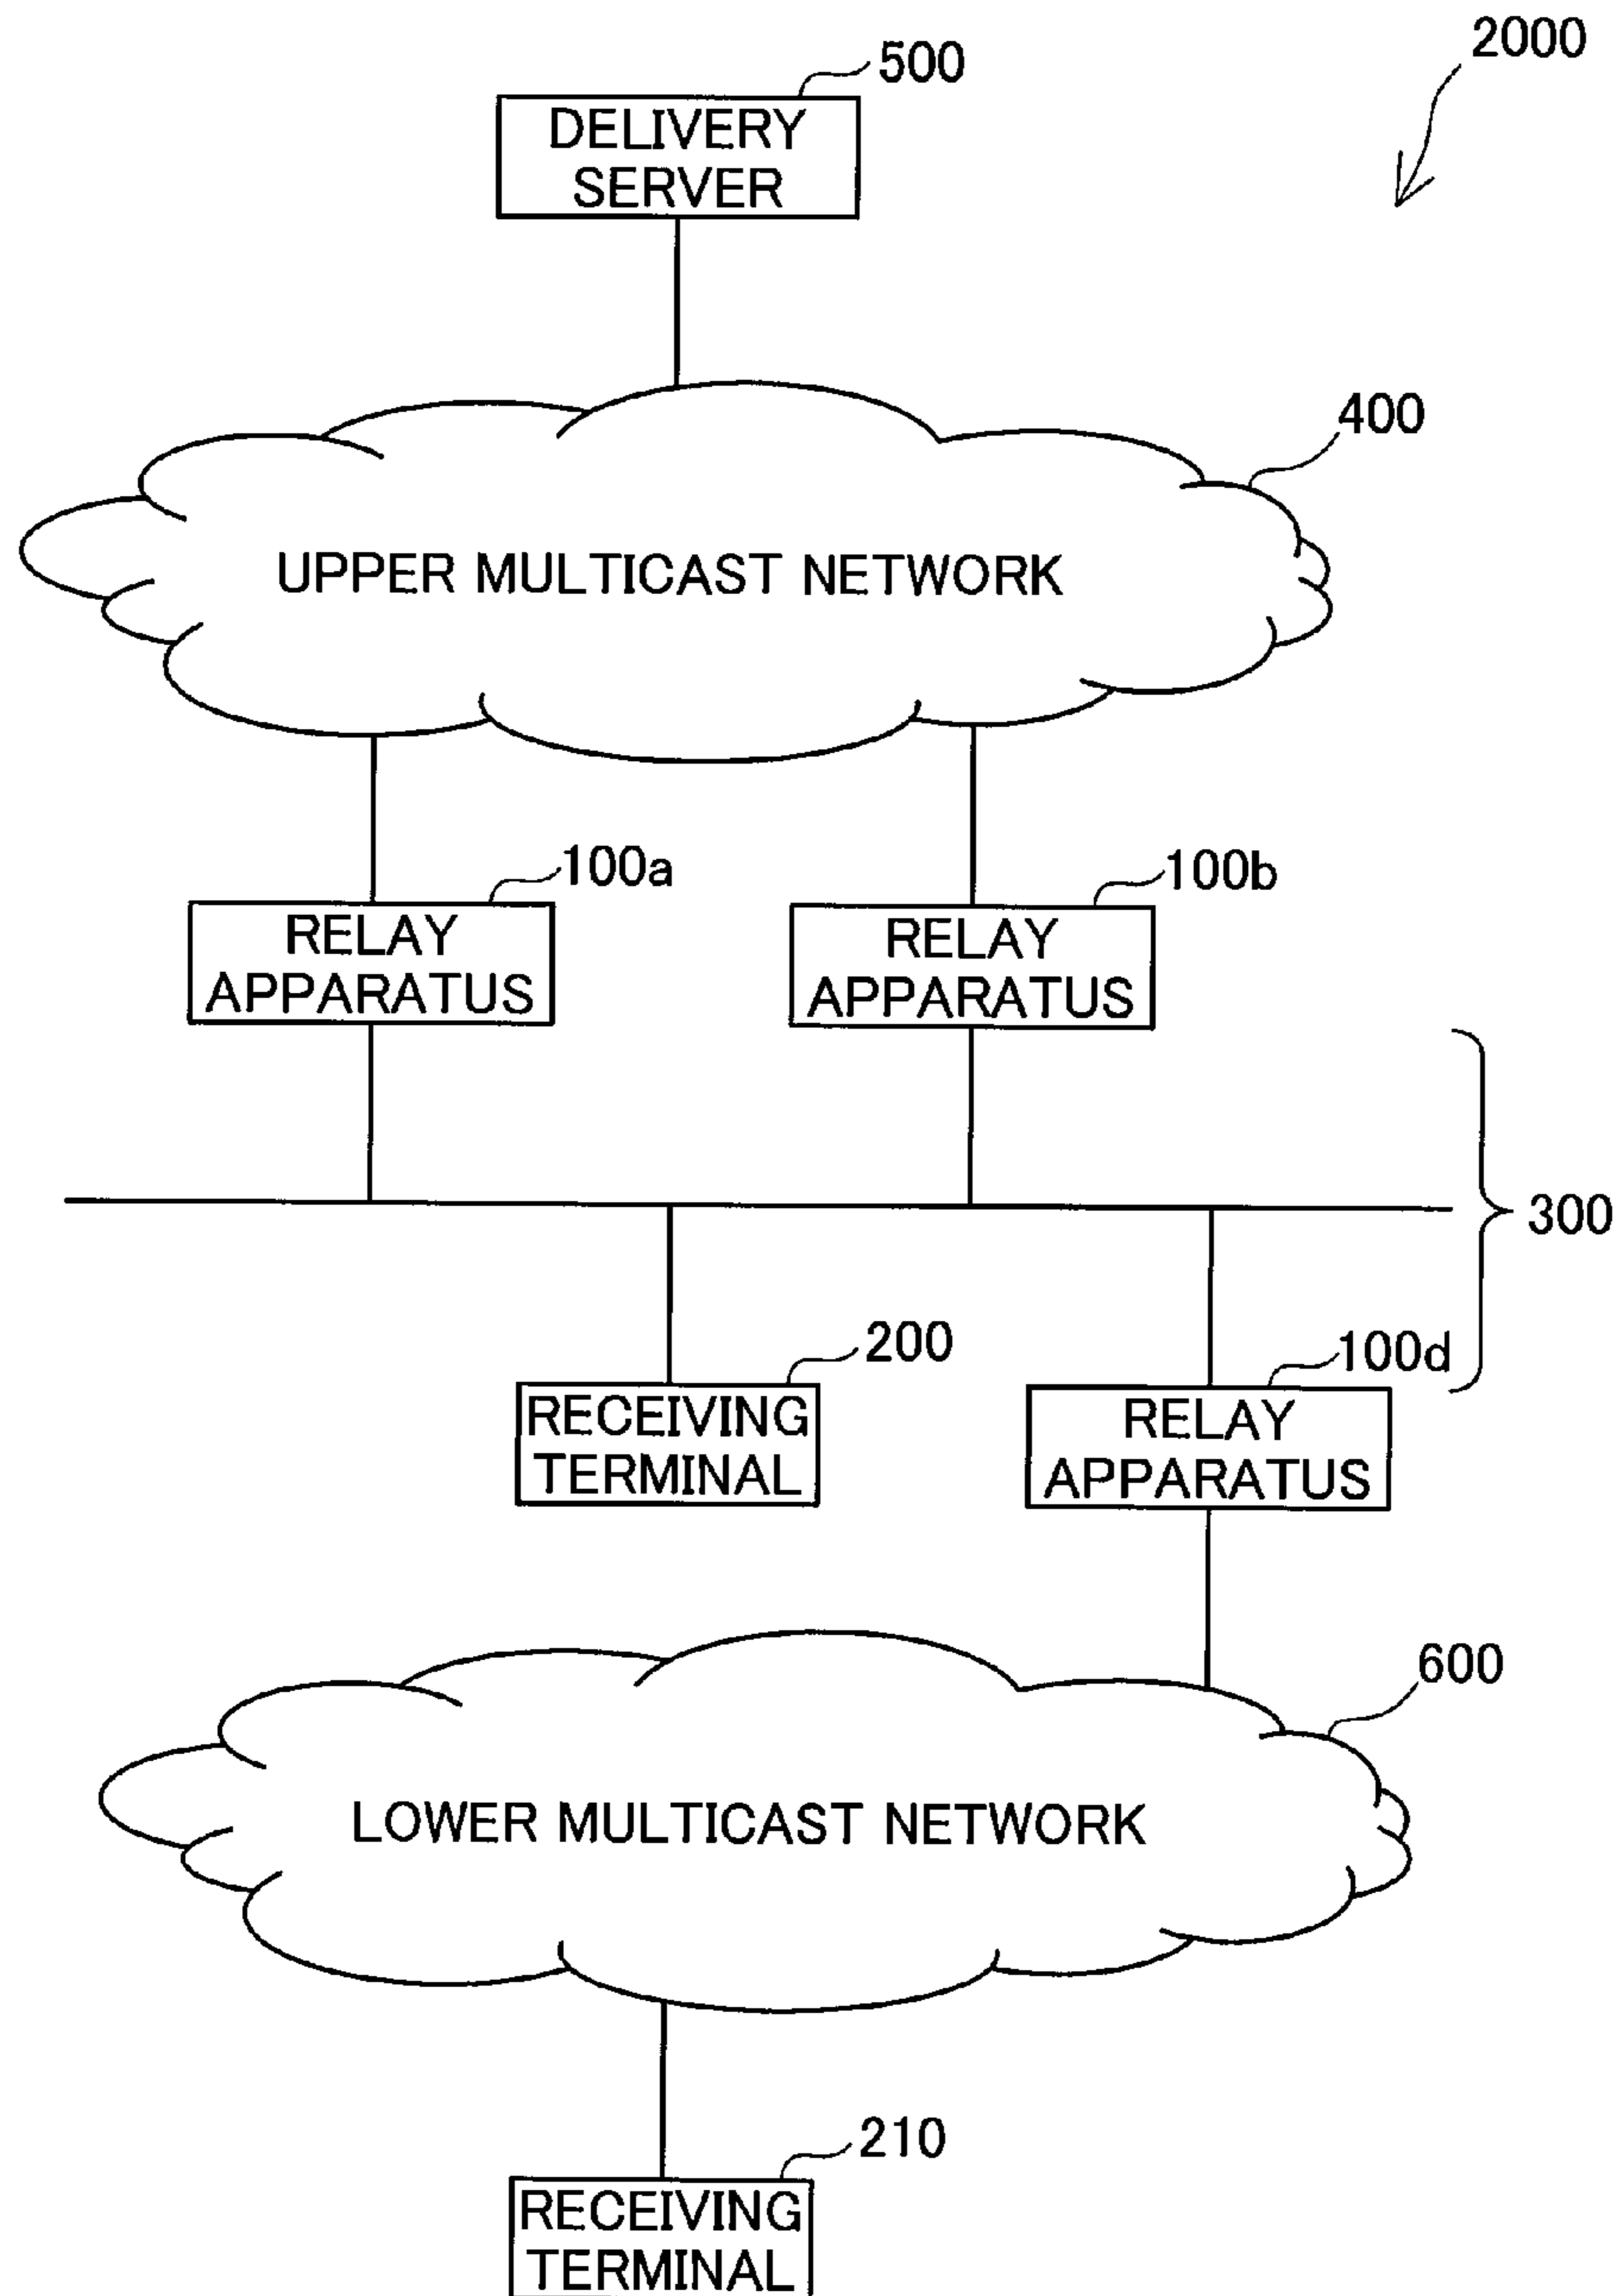 2000
500
DELIVERY
SERVER
400
UPPER MULTICAST NETWORK
100a
100b
RELAY
APPARATUS
RELAY
APPARATUS
300
200
100d
RECEIVING
TERMINAL
RELAY
APPARATUS
600
LOWER MULTICAST NETWORK
210
RECEIVING
TERMINAL